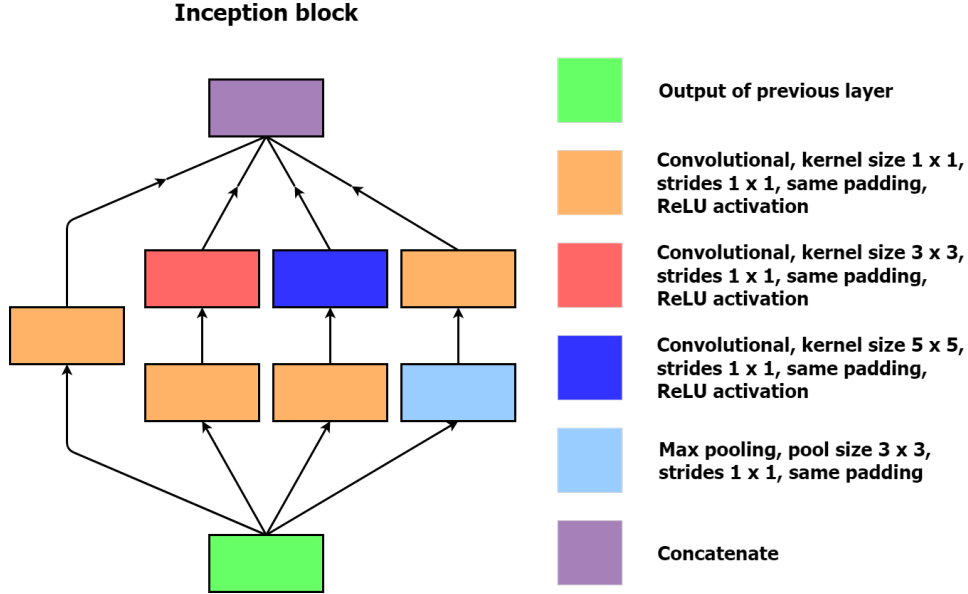 Inception block
Output of previous layer
Convolutional, kernel size 1 x 1,
strides 1 x 1, same padding,
ReLU activation
Convolutional, kernel size 3 x 3,
strides 1 x 1, same padding,
ReLU activation
Convolutional, kernel size 5 x 5,
strides 1 x 1, same padding,
ReLU activation
Max pooling, pool size 3 x 3,
strides 1 x 1, same padding
Concatenate